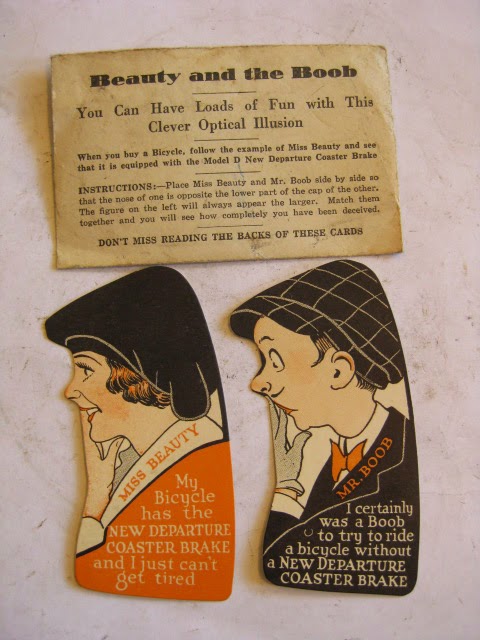 Beauty and the Boob
You Can Have Loads of Fun with This
Clever Optical Illusion
When you buy a Bicycle, follow the example of Miss Beauty and see
that it is equipped with the Model D New Departure Coaster Brake
INSTRUCTIONS:—Place Miss Beauty and Mr. Boob side by side so
that the nose of one is opposite the lower part of the cap of the other.
The figure on the left will always appear the larger. Match them
together and you will see how completely you have been deceived.
DON'T MISS READING THE BACKS OF THESE CARDS
MISS BEAUTY
My
Bicycle
has the
NEW DEPARTURE
COASTER BRAKE
and I just can't
get tired
MR. BOOB
I certainly
was a Boob
to try to ride
a bicycle without
a NEW DEPARTURE
COASTER BRAKE